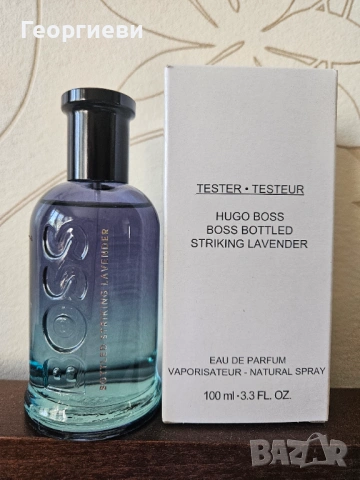 Георгиеви
BOSS
BOTTLED STRIKING LAVENDER
TESTER • TESTEUR
HUGO BOSS
BOSS BOTTLED
STRIKING LAVENDER
EAU DE PARFUM
VAPORISATEUR - NATURAL SPRAY
100 ml · 3.3 FL. OZ.
BAZAR